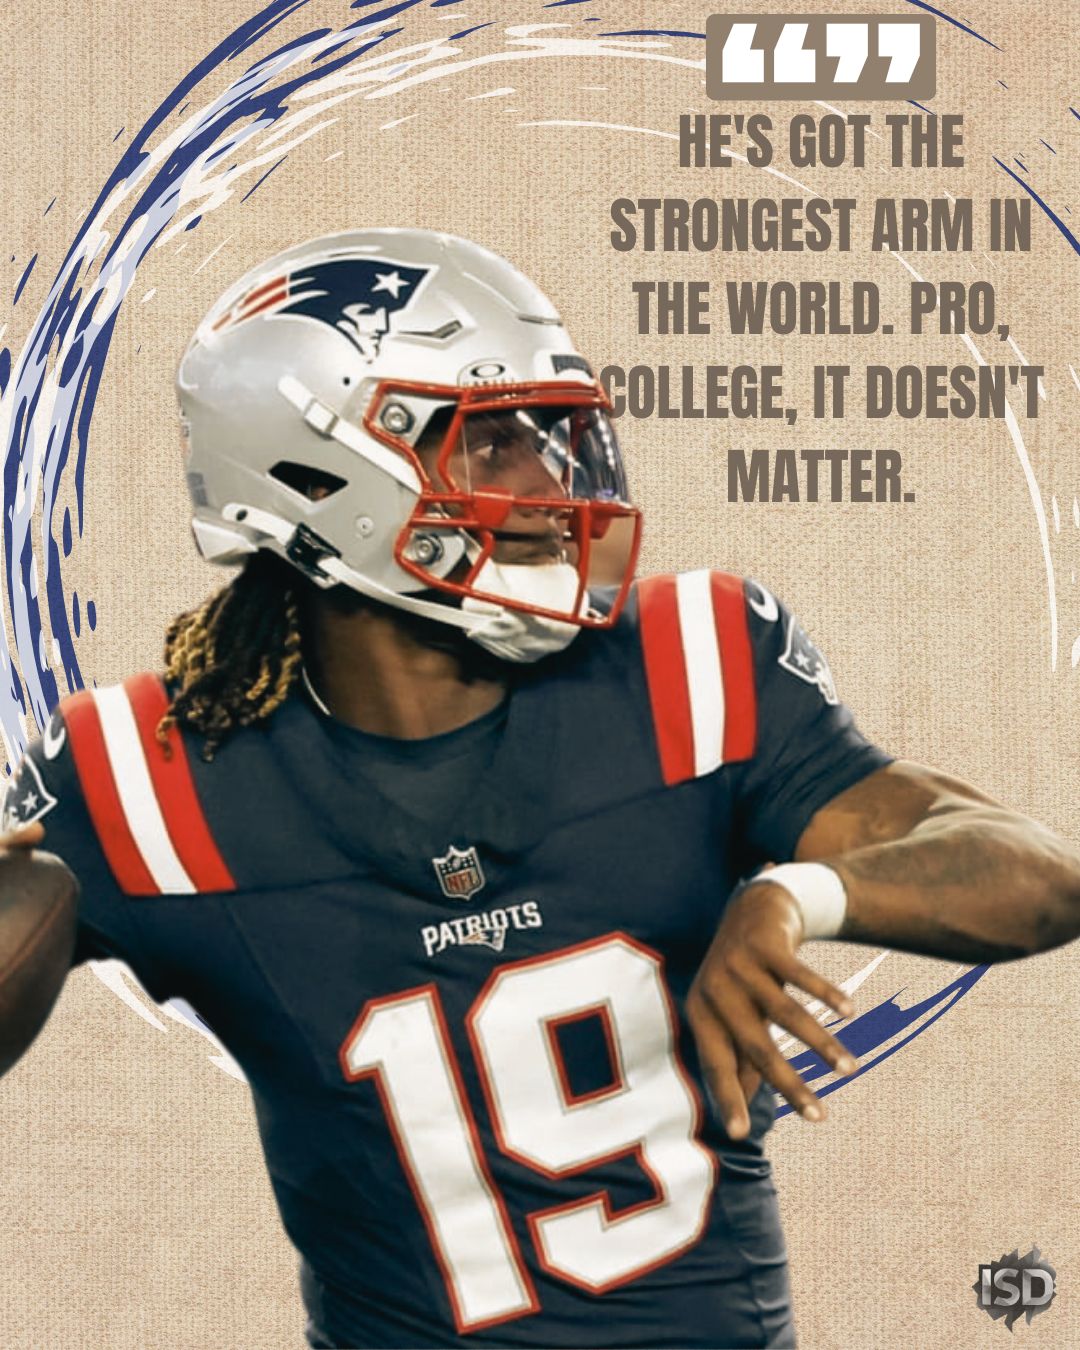 ❛❛❜❜
HE'S GOT THE
STRONGEST ARM IN
THE WORLD. PRO,
COLLEGE, IT DOESN'T
MATTER.
NFL
PATRIOTS
19
ISD